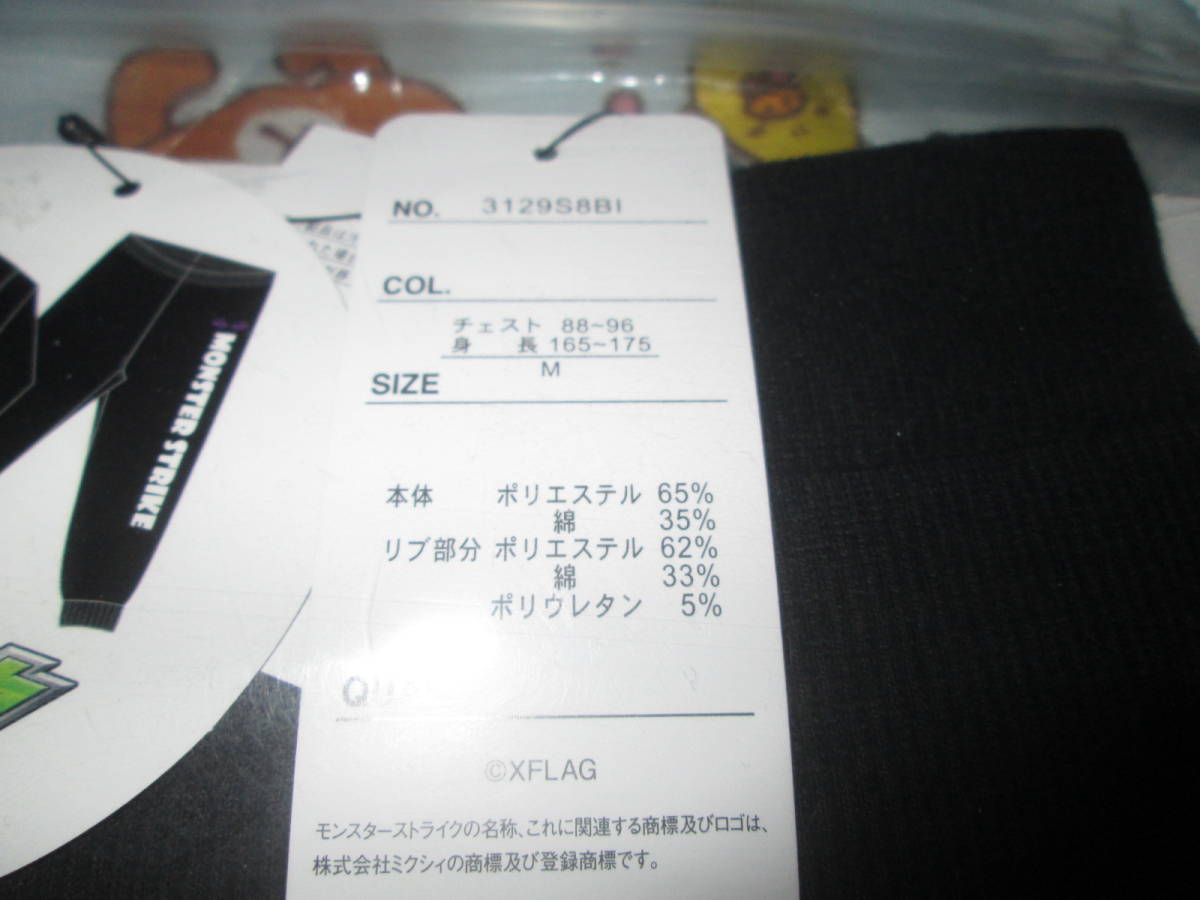 MONSTER STRIKE
NO. 3129S8BI
COL.
チェスト 88~96
身 長 165~175
SIZE M
本体 ポリエステル 65%
綿 35%
リブ部分 ポリエステル 62%
綿 33%
ポリウレタン 5%
©XFLAG
モンスターストライクの名称、これに関連する商標及びロゴは、
株式会社ミクシィの商標及び登録商標です。